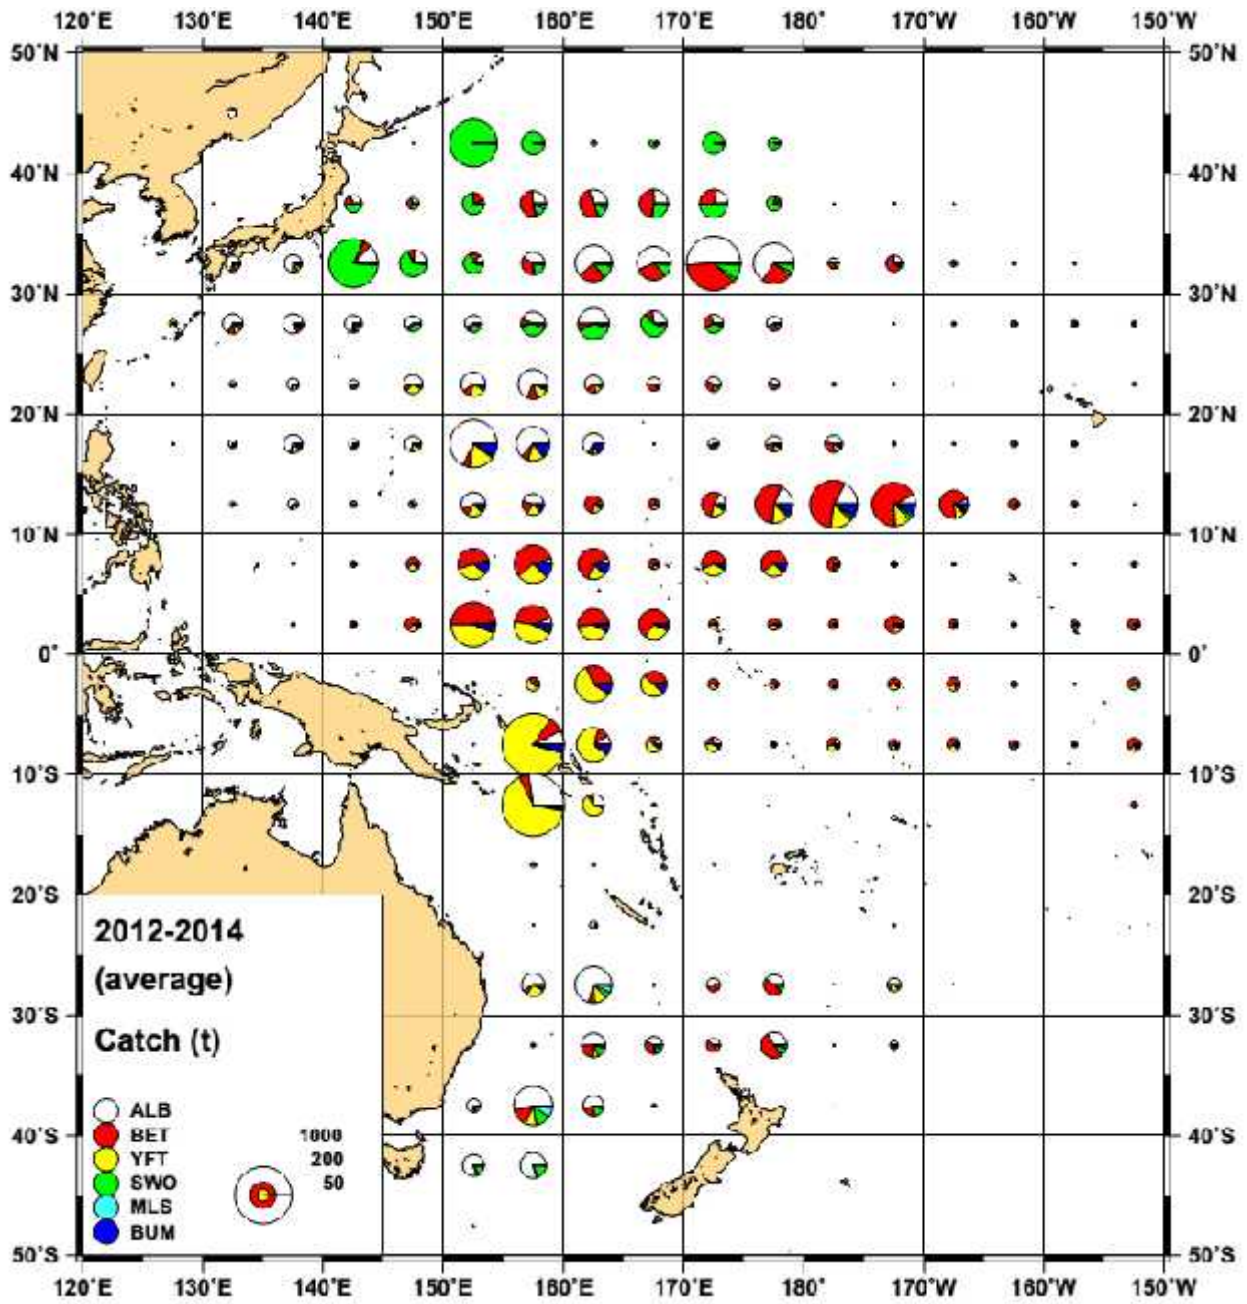 120˚E 130˚E 140˚E 150˚E 160˚E 170˚E 180˚ 170˚W 160˚W 150˚W
50˚N 50˚N
40˚N 40˚N
30˚N 30˚N
20˚N 20˚N
10˚N 10˚N
0˚ 0˚
10˚S 10˚S
20˚S 20˚S
2012-2014
(average)
30˚S 30˚S
Catch (t)
ALB
BET 1000
YFT 200
40˚S 40˚S
SWO 50
MLS
BUM
50˚S 50˚S
120˚E 130˚E 140˚E 150˚E 160˚E 170˚E 180˚ 170˚W 160˚W 150˚W